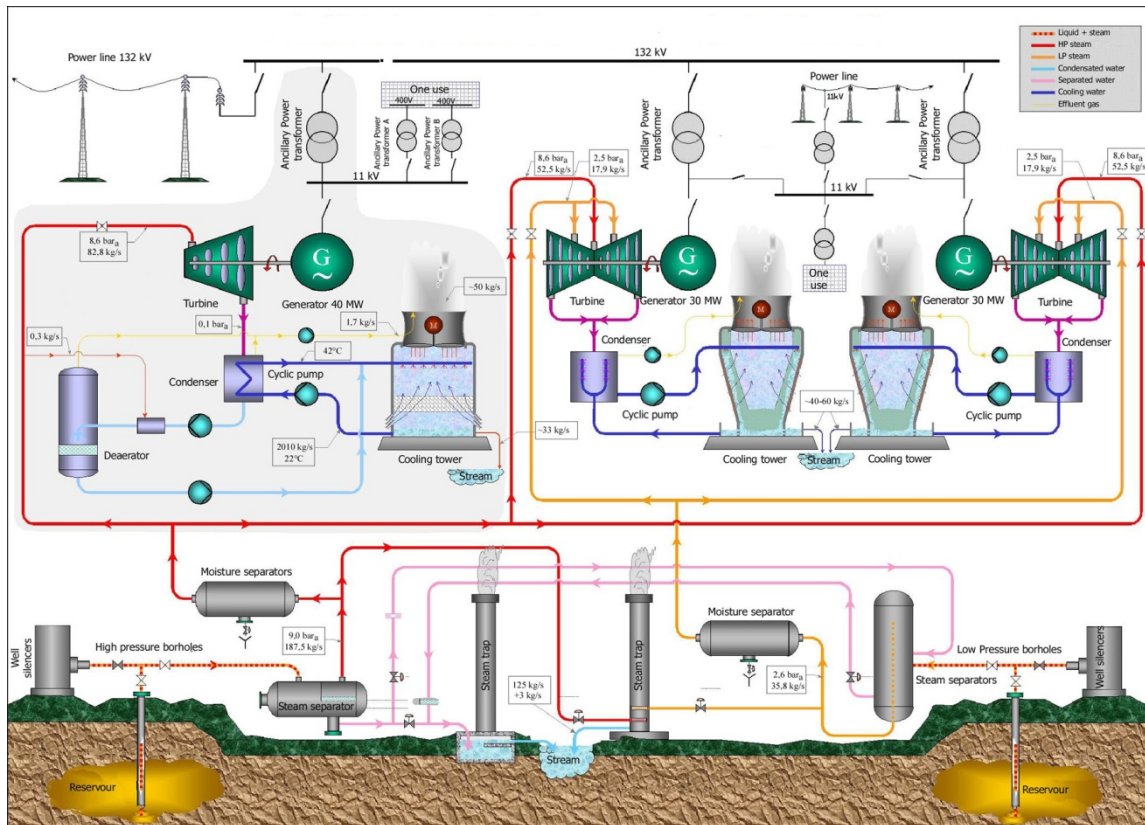 Power line 132 kV
132 kV
Liquid + steam
HP steam
LP steam
Condensated water
Separated water
Cooling water
Effluent gas
Ancillary Power
transformer
One use
400V
400V
Ancillary Power
transformer A
Ancillary Power
transformer B
11 kV
Power line
11kV
Ancillary Power
transformer
Ancillary Power
transformer
11 kV
One
use
8,6 bara
52,5 kg/s
2,5 bara
17,9 kg/s
2,5 bara
17,9 kg/s
8,6 bara
52,5 kg/s
8,6 bara
82,8 kg/s
G
~
Turbine
Generator 40 MW
~50 kg/s
M
0,3 kg/s
0,1 bara
1,7 kg/s
42°C
Condenser
Cyclic pump
Deaerator
2010 kg/s
22°C
Cooling tower
~33 kg/s
Stream
Turbine
G
~
Generator 30 MW
M
Condenser
Cyclic pump
Cooling tower
~40-60 kg/s
Stream
G
~
Generator 30 MW
Turbine
M
Condenser
Cyclic pump
Cooling tower
Moisture separators
9,0 bara
187,5 kg/s
Well
silencers
High pressure borholes
Steam separator
Steam trap
Steam trap
125 kg/s
+3 kg/s
Stream
Moisture separator
2,6 bara
35,8 kg/s
Low Pressure borholes
Steam separators
Well silencers
Reservour
Reservour